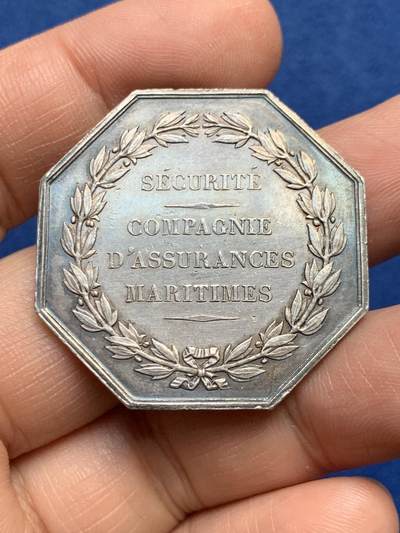 SÉCURITÉ
COMPAGNIE
D'ASSURANCES
MARITIMES